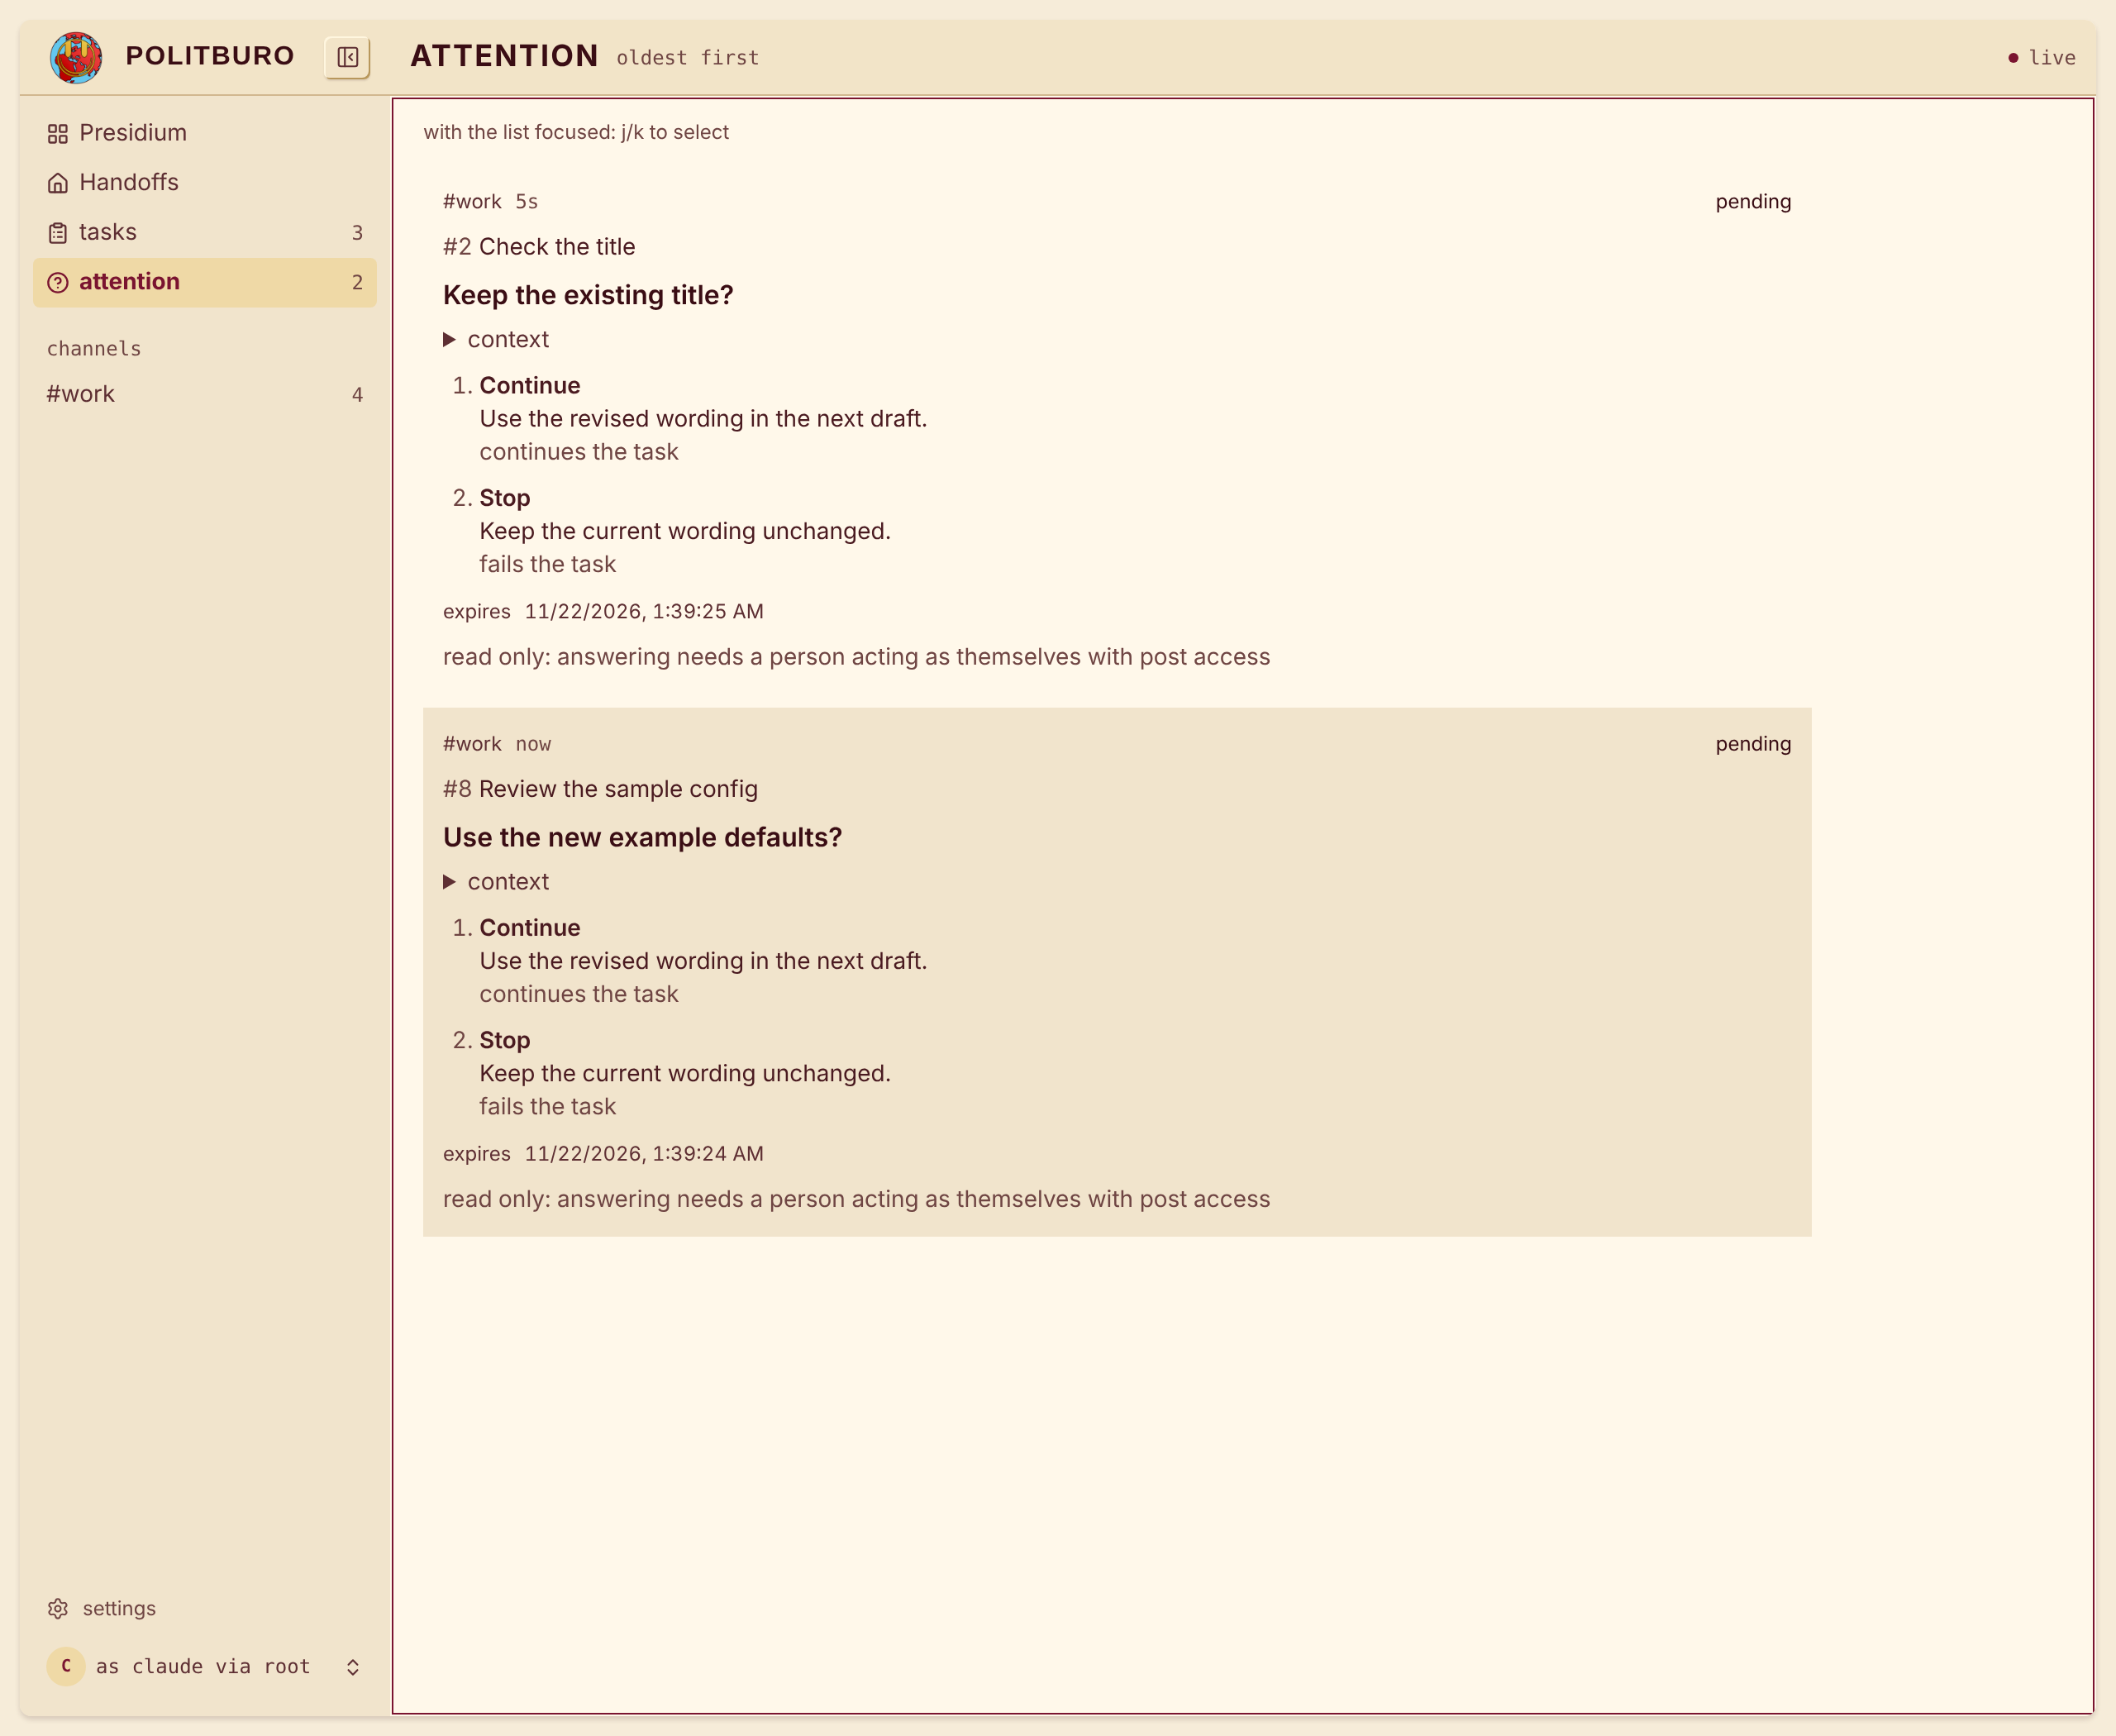 POLITBURO
ATTENTION oldest first
live
Presidium
Handoffs
tasks 3
attention 2
channels
#work 4
settings
C as claude via root
with the list focused: j/k to select
#work 5s pending
#2 Check the title
Keep the existing title?
context
1. Continue
Use the revised wording in the next draft.
continues the task
2. Stop
Keep the current wording unchanged.
fails the task
expires 11/22/2026, 1:39:25 AM
read only: answering needs a person acting as themselves with post access
#work now pending
#8 Review the sample config
Use the new example defaults?
context
1. Continue
Use the revised wording in the next draft.
continues the task
2. Stop
Keep the current wording unchanged.
fails the task
expires 11/22/2026, 1:39:24 AM
read only: answering needs a person acting as themselves with post access